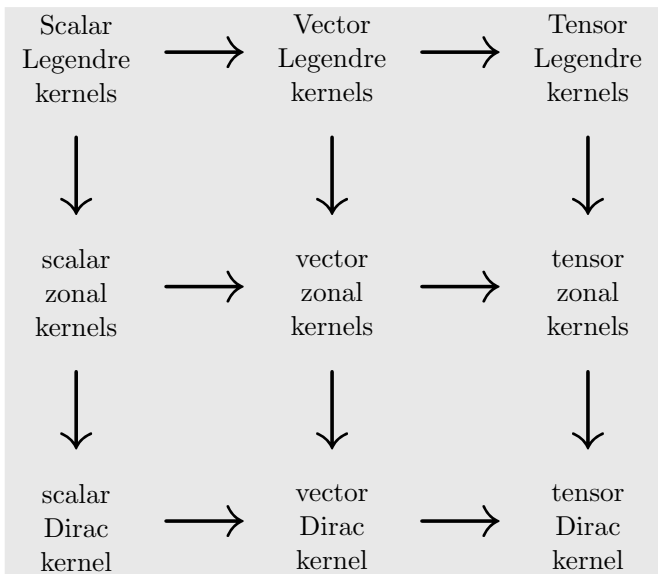 Scalar
Legendre
kernels
Vector
Legendre
kernels
Tensor
Legendre
kernels
scalar
zonal
kernels
vector
zonal
kernels
tensor
zonal
kernels
scalar
Dirac
kernel
vector
Dirac
kernel
tensor
Dirac
kernel